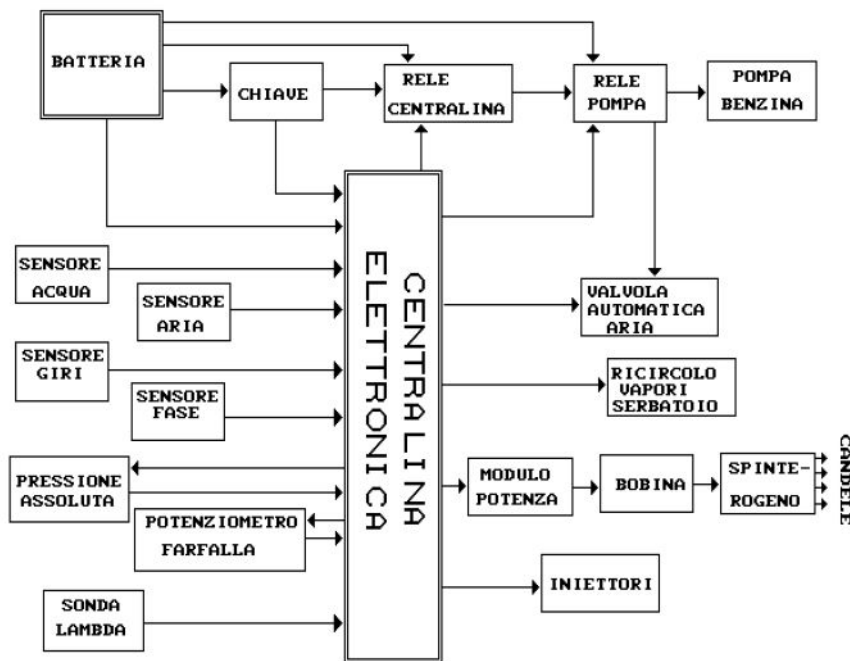 BATTERIA
CHIAVE
RELE
CENTRALINA
RELE
POMPA
POMPA
BENZINA
CENTRALINA
ELETTRONICA
SENSORE
ACQUA
SENSORE
ARIA
SENSORE
GIRI
SENSORE
FASE
PRESSIONE
ASSOLUTA
POTENZIOMETRO
FARFALLA
SONDA
LAMBDA
VALVOLA
AUTOMATICA
ARIA
RICIRCOLO
VAPORI
SERBATOIO
MODULO
POTENZA
BOBINA
SPINTE-
ROGENO
CANDELE
INIETTORI